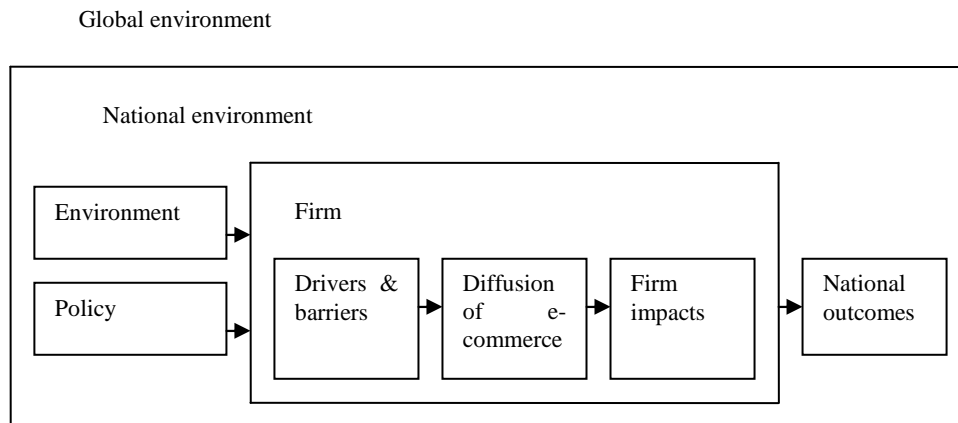 Global environment
National environment
Environment
Policy
Firm
Drivers &
barriers
Diffusion
of e-
commerce
Firm
impacts
National
outcomes